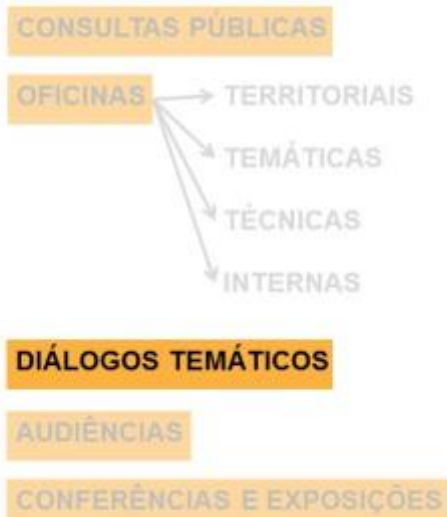 CONSULTAS PÚBLICAS
OFICINAS
TERRITORIAIS
TEMÁTICAS
TÉCNICAS
INTERNAS
DIÁLOGOS TEMÁTICOS
AUDIÊNCIAS
CONFERÊNCIAS E EXPOSIÇÕES